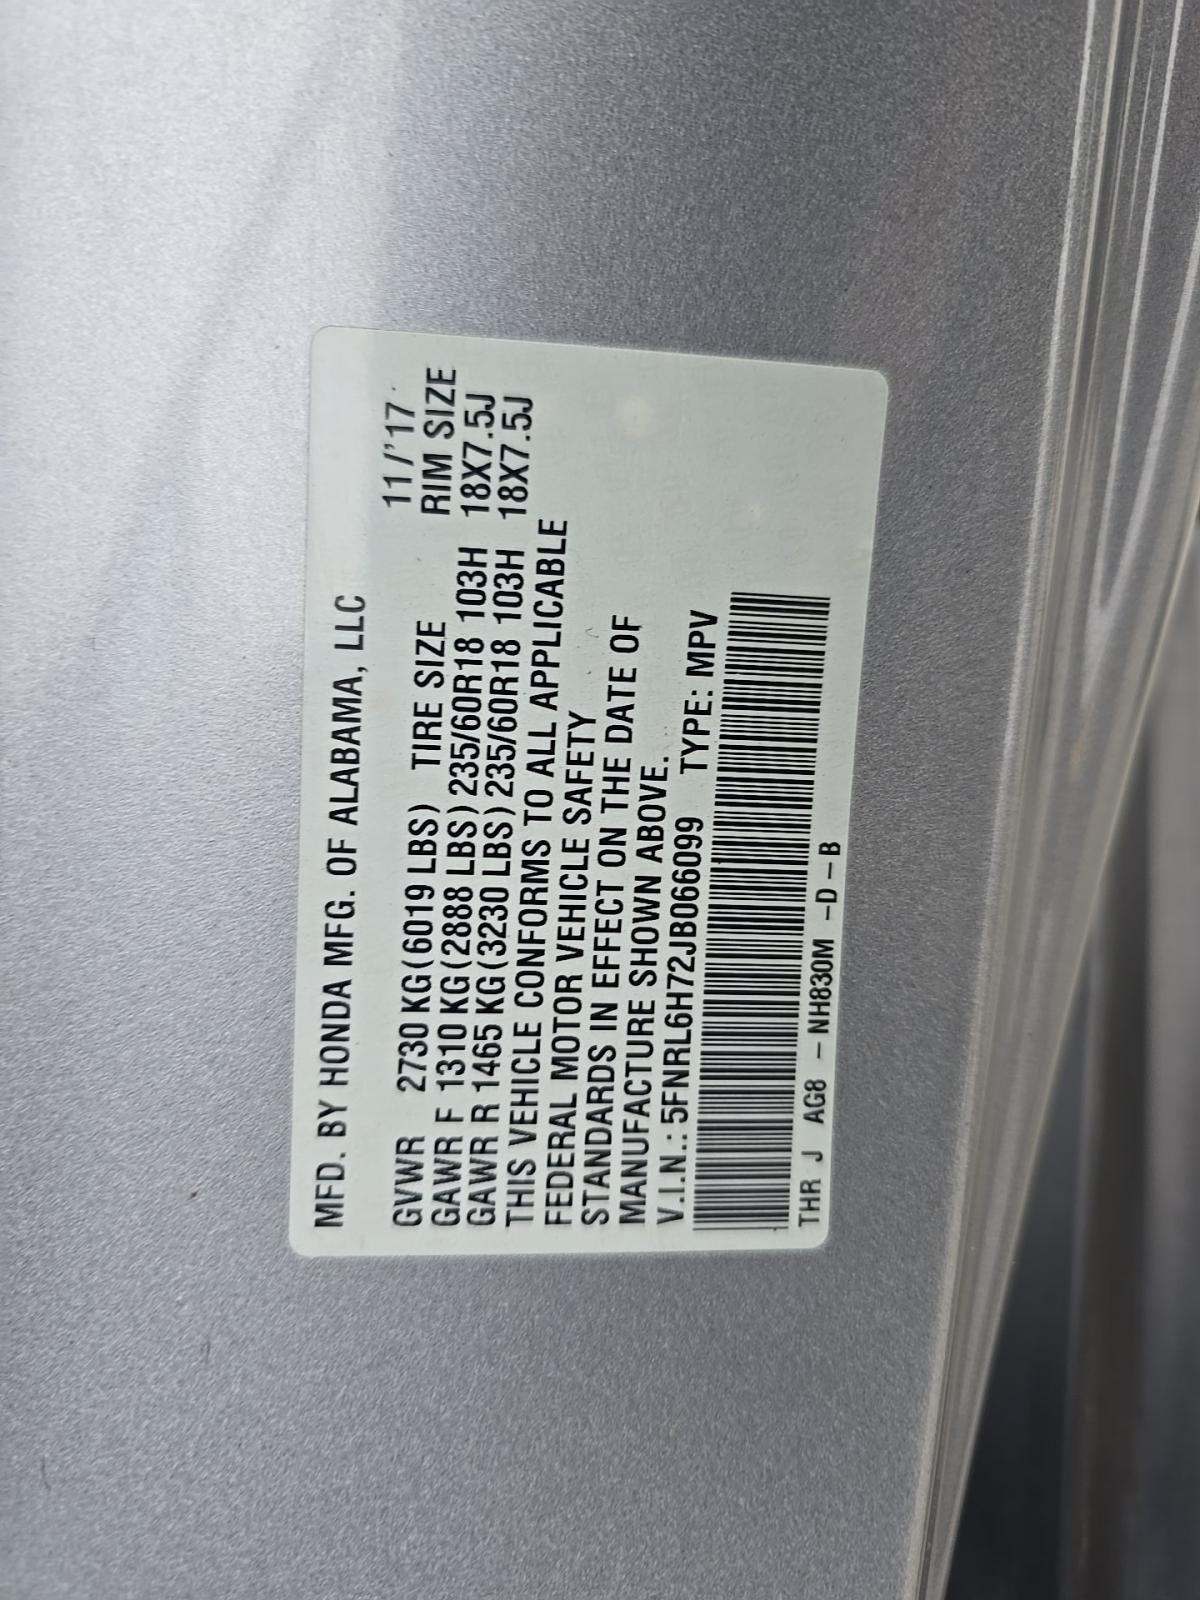 MFD. BY HONDA MFG. OF ALABAMA, LLC
11/'17
GVWR 2730 KG (6019 LBS) TIRE SIZE RIM SIZE
GAWR F 1310 KG (2888 LBS) 235/60R18 103H 18X7.5J
GAWR R 1465 KG (3230 LBS) 235/60R18 103H 18X7.5J
THIS VEHICLE CONFORMS TO ALL APPLICABLE
FEDERAL MOTOR VEHICLE SAFETY
STANDARDS IN EFFECT ON THE DATE OF
MANUFACTURE SHOWN ABOVE.
V.I.N.: 5FNRL6H72JB066099 TYPE: MPV
THR J AG8 – NH830M –D – B